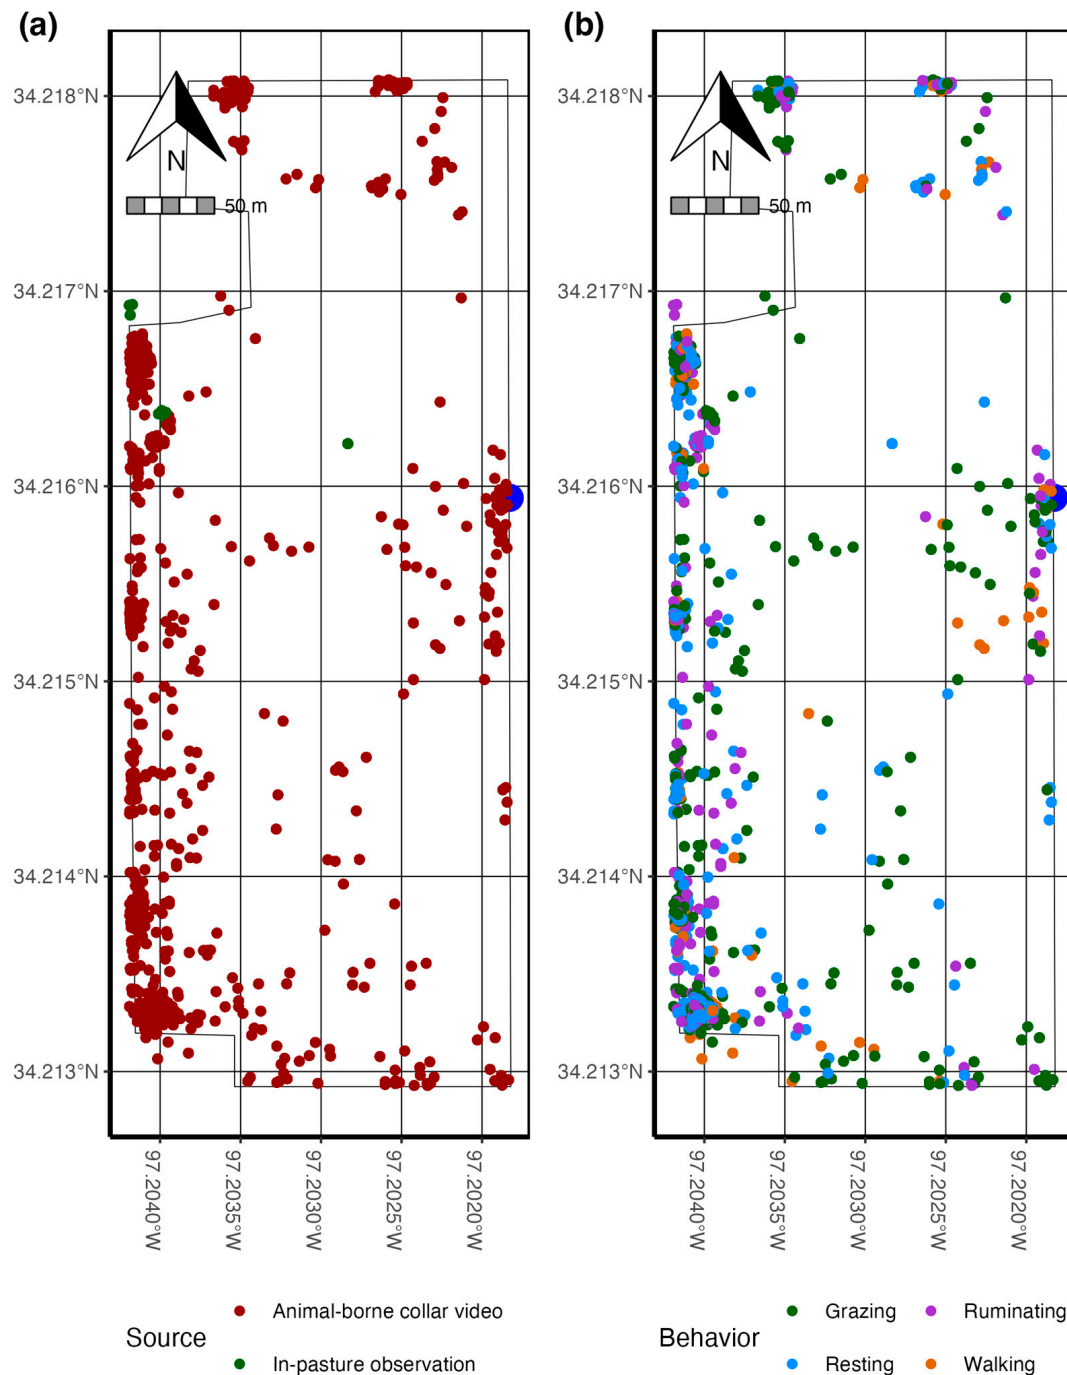 (a)
(b)
34.218°N
34.217°N
34.216°N
34.215°N
34.214°N
34.213°N
N
50 m
97.2040°W
97.2035°W
97.2030°W
97.2025°W
97.2020°W
34.218°N
34.217°N
34.216°N
34.215°N
34.214°N
34.213°N
N
50 m
97.2040°W
97.2035°W
97.2030°W
97.2025°W
97.2020°W
Source
Animal-borne collar video
In-pasture observation
Behavior
Grazing
Ruminating
Resting
Walking